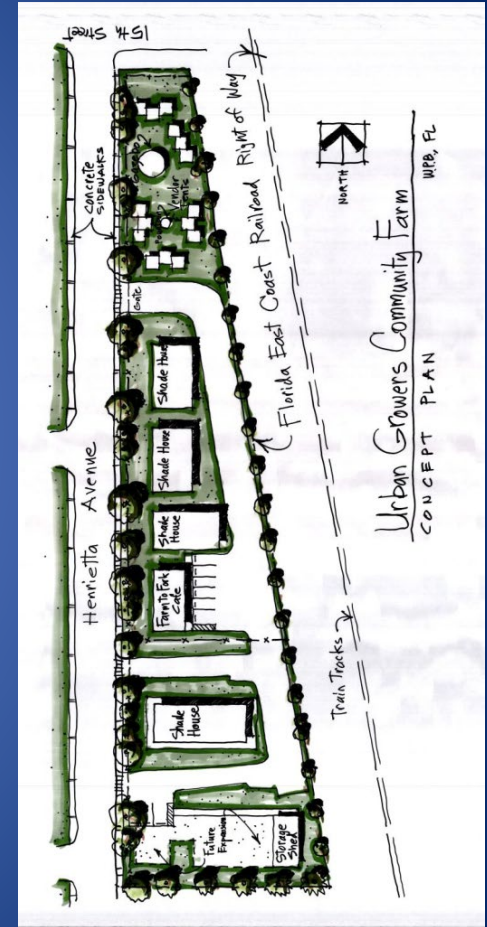 15th Street
Concrete
SIDEWALKS
Henrietta Avenue
Gazebo
Vendor
Tents
Gate
Shade House
Shade House
Shade
House
Farm To Fork
Cafe
Shade
House
Future
Expansion
Storage
Shed
Florida East Coast Railroad Right of Way
Train Tracks
NORTH
Urban Growers Community Farm
CONCEPT PLAN
W.P.B, FL